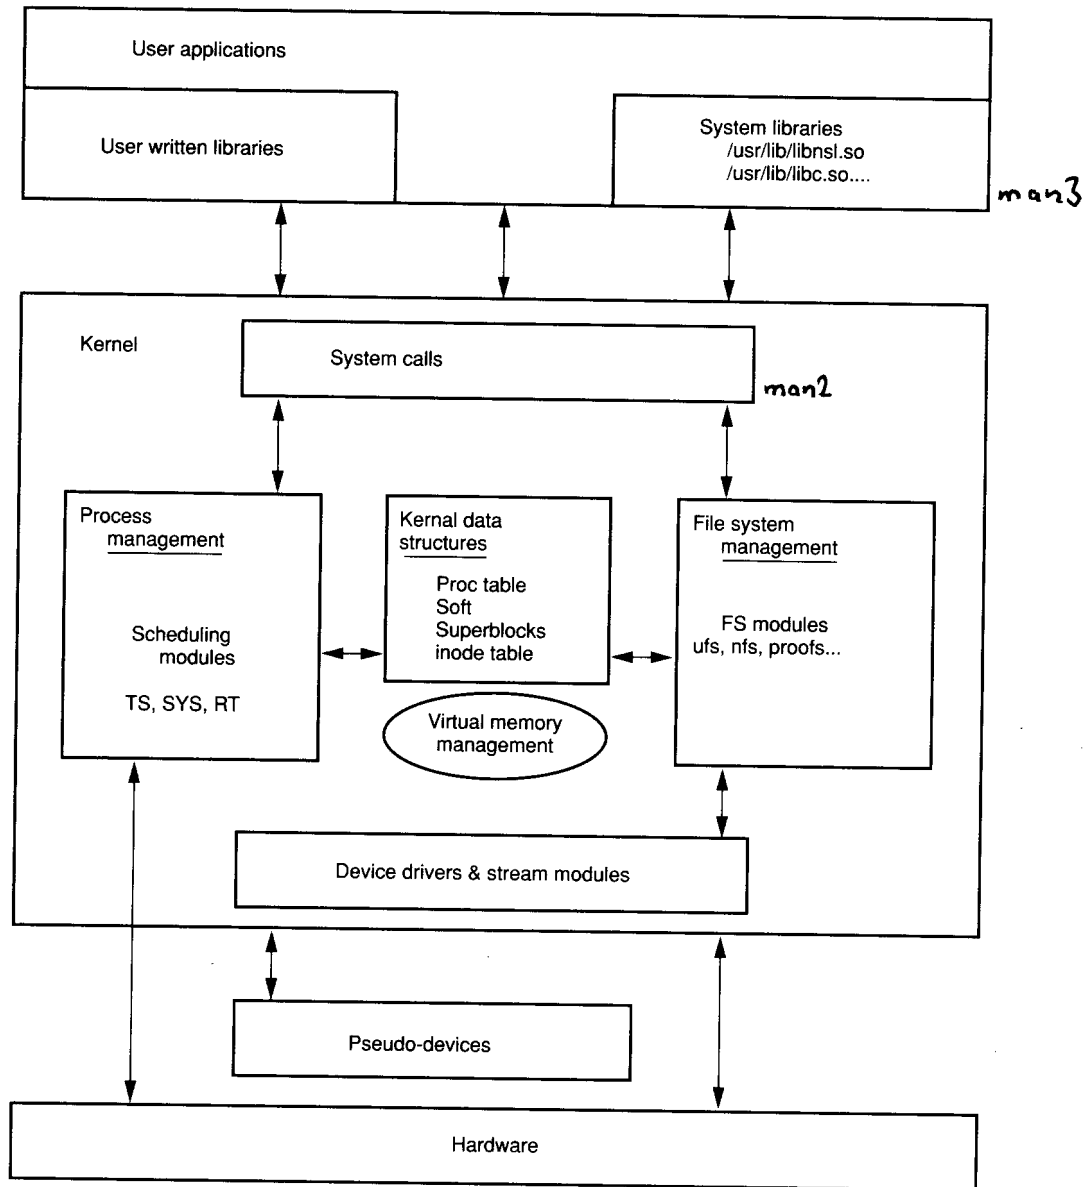 User applications
User written libraries
System libraries
/usr/lib/libnsl.so
/usr/lib/libc.so....
man3
Kernel
System calls
man2
Process
management
Scheduling
modules
TS, SYS, RT
Kernal data
structures
Proc table
Soft
Superblocks
inode table
Virtual memory
management
File system
management
FS modules
ufs, nfs, proofs...
Device drivers & stream modules
Pseudo-devices
Hardware